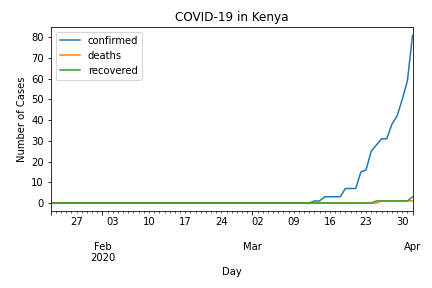 COVID-19 in Kenya
confirmed
deaths
recovered
Number of Cases
80
70
60
50
40
30
20
10
0
27 03 10 17 24 02 09 16 23 30
Feb Mar Apr
2020
Day